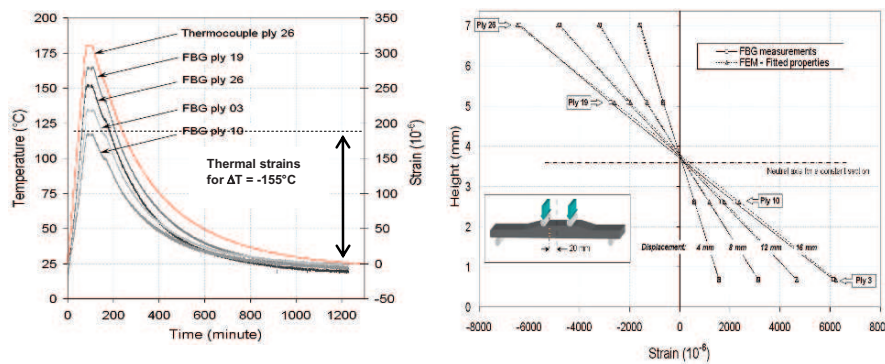 200
175
150
125
100
75
50
25
0
Temperature (°C)
350
300
250
200
150
100
50
0
-50
Strain (10⁻⁶)
Thermocouple ply 26
FBG ply 19
FBG ply 26
FBG ply 03
FBG ply 10
Thermal strains
for ΔT = -155°C
0 200 400 600 800 1000 1200
Time (minute)
8
7
6
5
4
3
2
1
0
Height (mm)
Ply 26
FBG measurements
FEM - Fitted properties
Ply 19
Neutral axis for a constant section
Ply 10
20 mm
Displacement: 4 mm 8 mm 12 mm 16 mm
Ply 3
-8000 -6000 -4000 -2000 0 2000 4000 6000 8000
Strain (10⁻⁶)